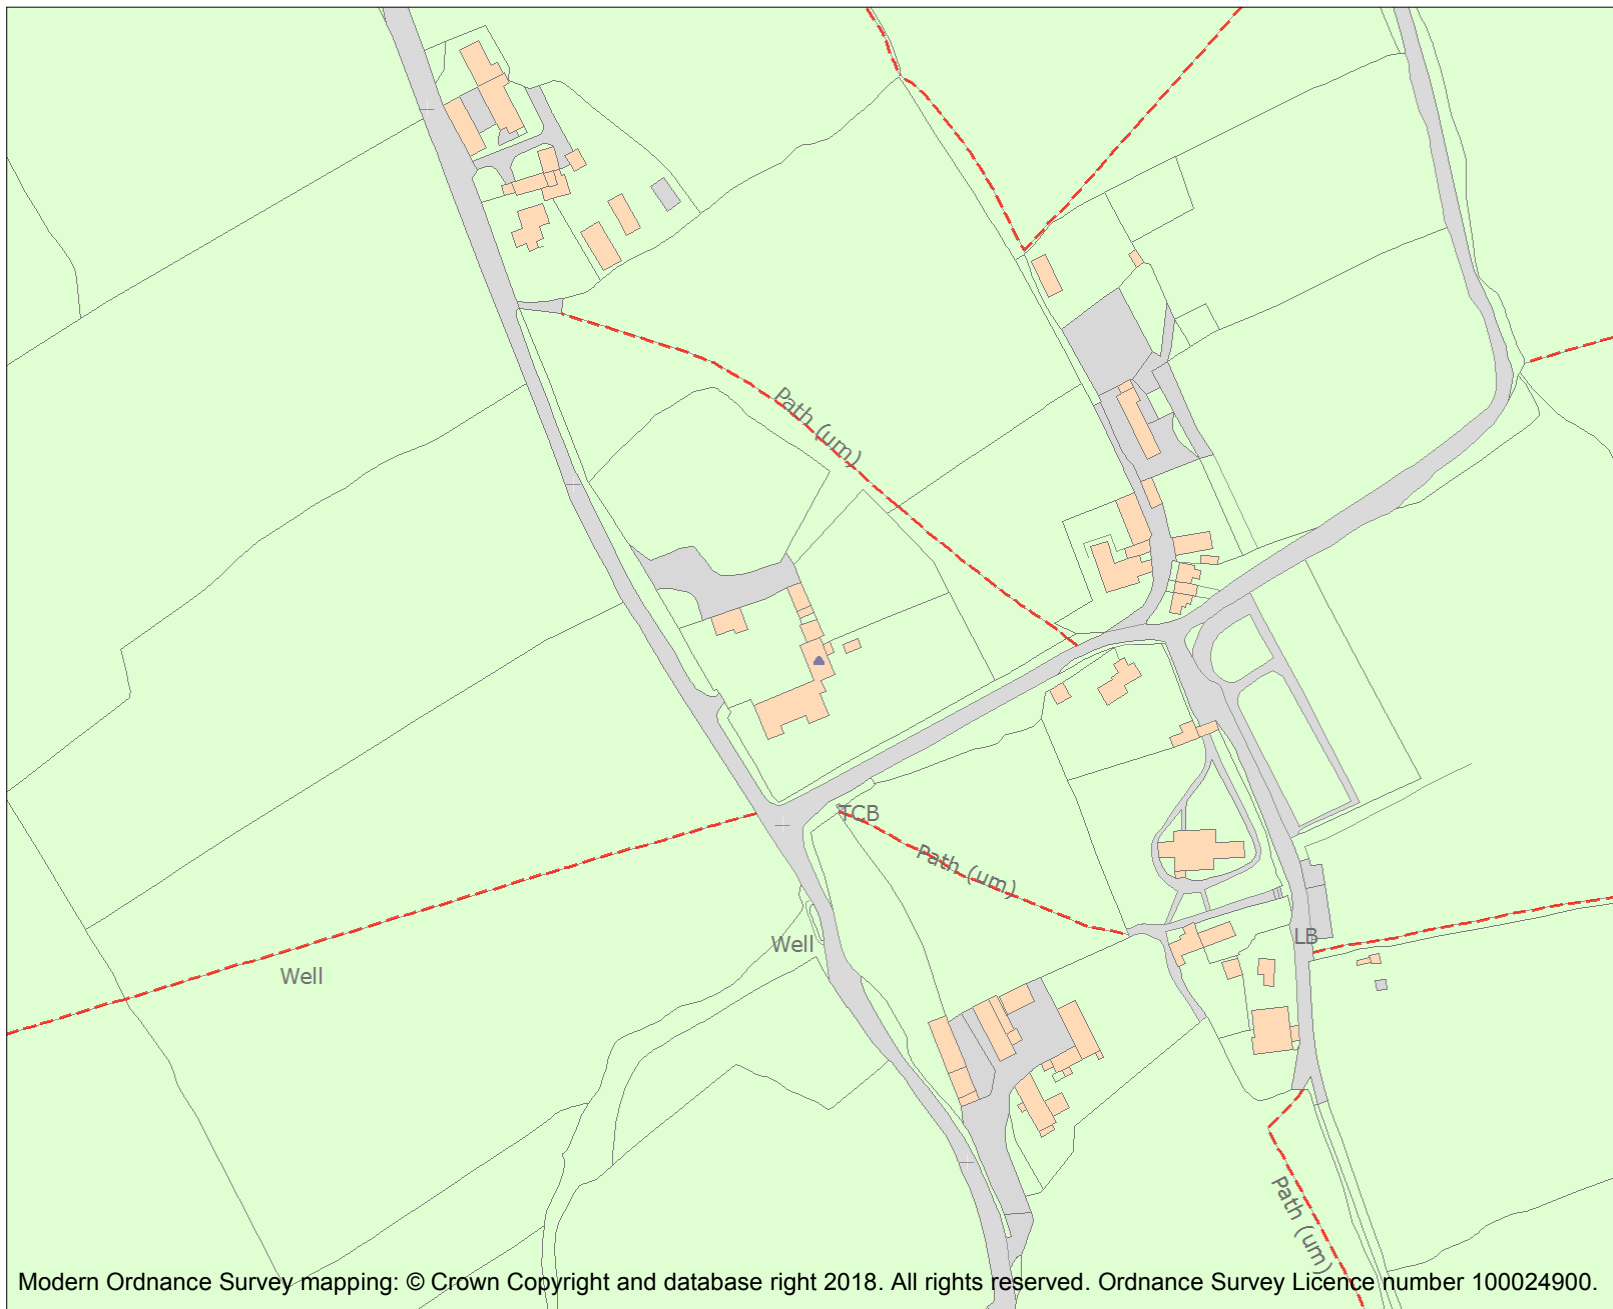 Path (um)
TCB
Path (um)
Well
LB
Well
Path (um)
Modern Ordnance Survey mapping: © Crown Copyright and database right 2018. All rights reserved. Ordnance Survey Licence number 100024900.